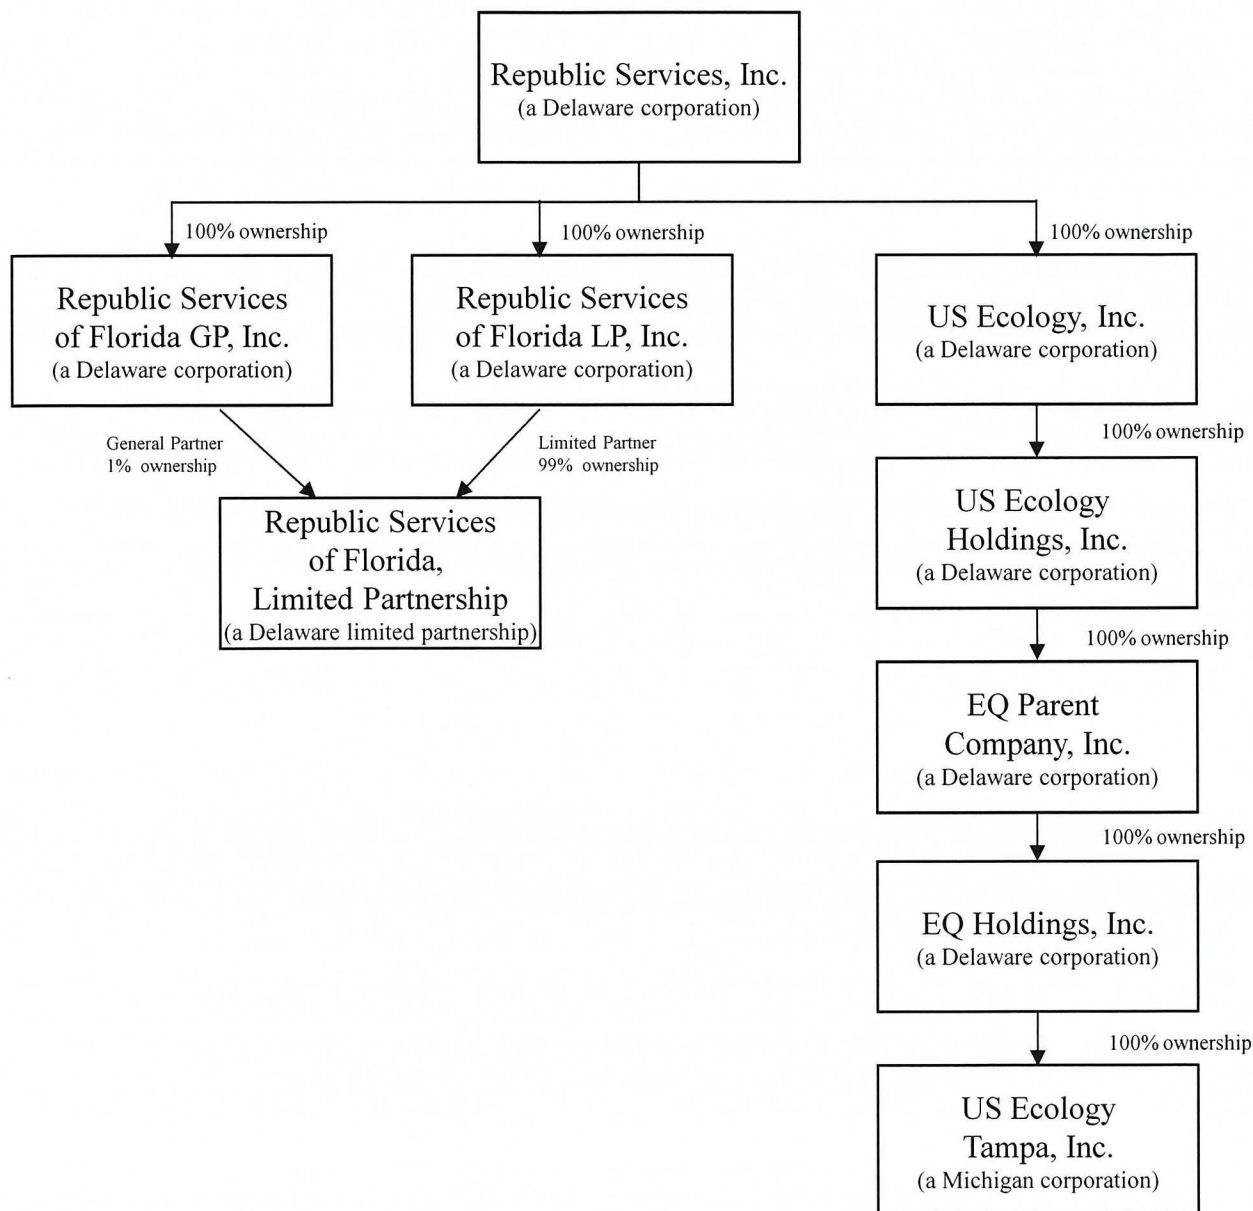 Republic Services, Inc.
(a Delaware corporation)
100% ownership
100% ownership
100% ownership
Republic Services
of Florida GP, Inc.
(a Delaware corporation)
Republic Services
of Florida LP, Inc.
(a Delaware corporation)
US Ecology, Inc.
(a Delaware corporation)
General Partner
1% ownership
Limited Partner
99% ownership
100% ownership
Republic Services
of Florida,
Limited Partnership
(a Delaware limited partnership)
US Ecology
Holdings, Inc.
(a Delaware corporation)
100% ownership
EQ Parent
Company, Inc.
(a Delaware corporation)
100% ownership
EQ Holdings, Inc.
(a Delaware corporation)
100% ownership
US Ecology
Tampa, Inc.
(a Michigan corporation)